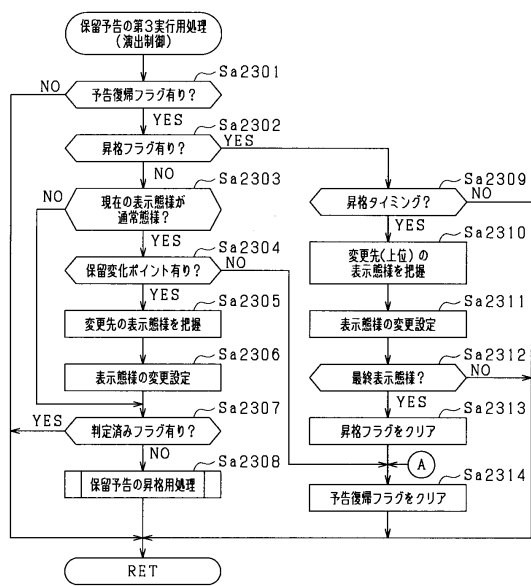 保留予告の第3実行用処理
(演出制御)
Sa2301
NO
予告復帰フラグ有り?
YES
Sa2302
昇格フラグ有り?
YES
NO
Sa2303
NO
現在の表示態様が
通常態様?
YES
Sa2304
保留変化ポイント有り?
NO
YES
Sa2305
変更先の表示態様を把握
Sa2306
表示態様の変更設定
Sa2307
YES
判定済みフラグ有り?
NO
Sa2308
保留予告の昇格用処理
Sa2309
昇格タイミング?
NO
YES
Sa2310
変更先(上位)の
表示態様を把握
Sa2311
表示態様の変更設定
Sa2312
最終表示態様?
NO
YES
Sa2313
昇格フラグをクリア
A
Sa2314
予告復帰フラグをクリア
RET